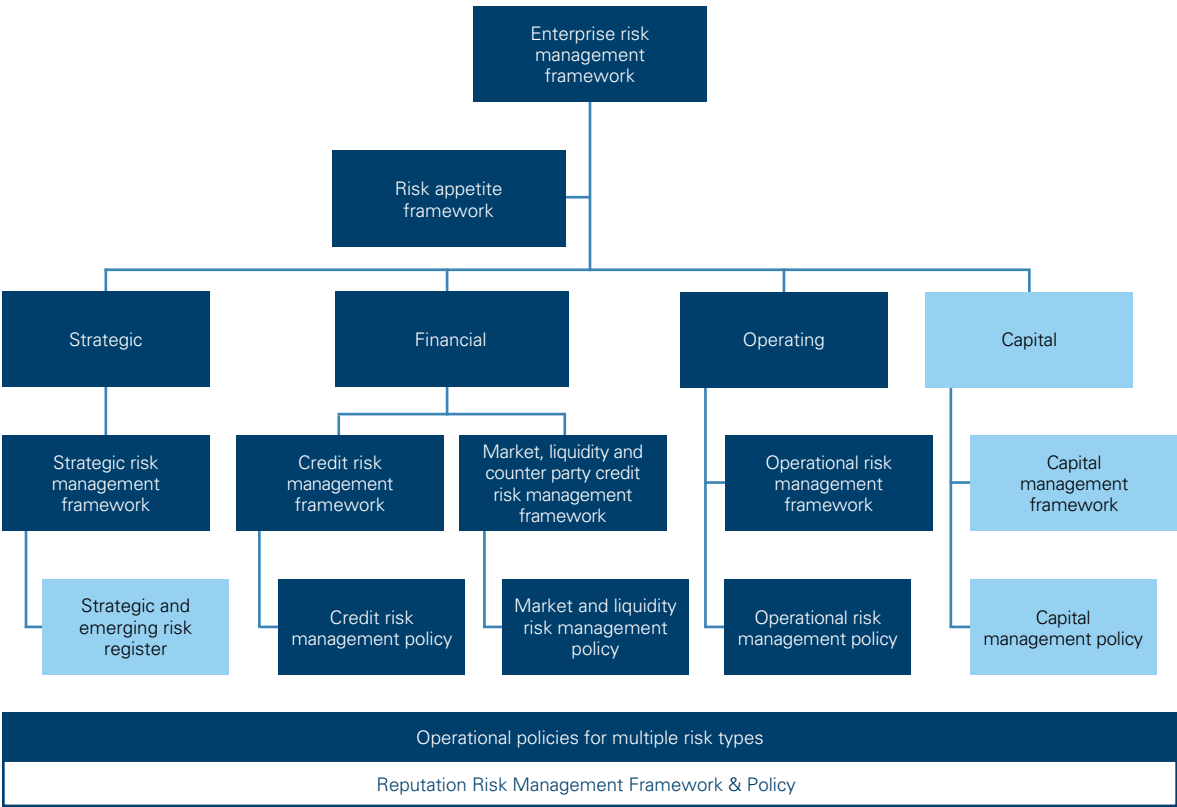 Enterprise risk
management
framework
Risk appetite
framework
Strategic
Financial
Operating
Capital
Strategic risk
management
framework
Credit risk
management
framework
Market, liquidity and
counter party credit
risk management
framework
Operational risk
management
framework
Capital
management
framework
Strategic and
emerging risk
register
Credit risk
management policy
Market and liquidity
risk management
policy
Operational risk
management policy
Capital
management policy
Operational policies for multiple risk types
Reputation Risk Management Framework & Policy